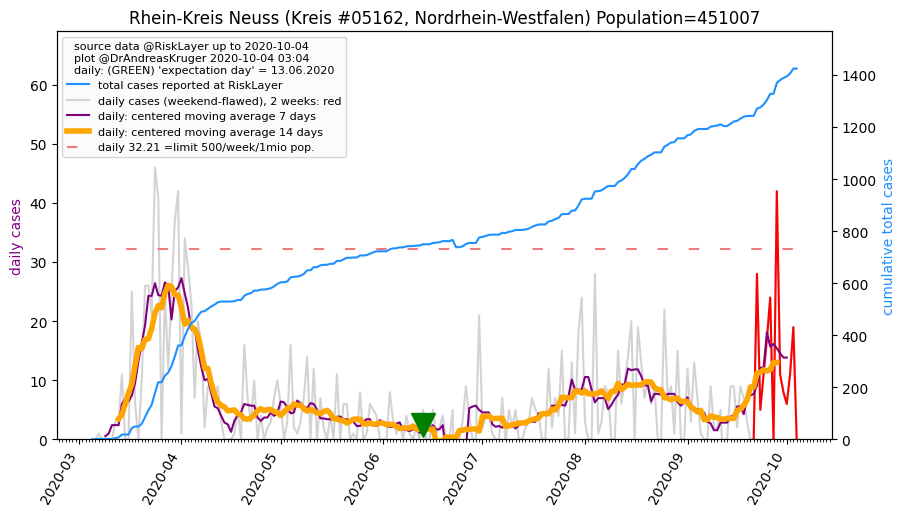 Rhein-Kreis Neuss (Kreis #05162, Nordrhein-Westfalen) Population=451007
source data @RiskLayer up to 2020-10-04
plot @DrAndreasKruger 2020-10-04 03:04
daily: (GREEN) 'expectation day' = 13.06.2020
total cases reported at RiskLayer
daily cases (weekend-flawed), 2 weeks: red
daily: centered moving average 7 days
daily: centered moving average 14 days
daily 32.21 =limit 500/week/1mio pop.
daily cases
60
50
40
30
20
10
0
1400
1200
1000
800
600
400
200
0
cumulative total cases
2020-03
2020-04
2020-05
2020-06
2020-07
2020-08
2020-09
2020-10